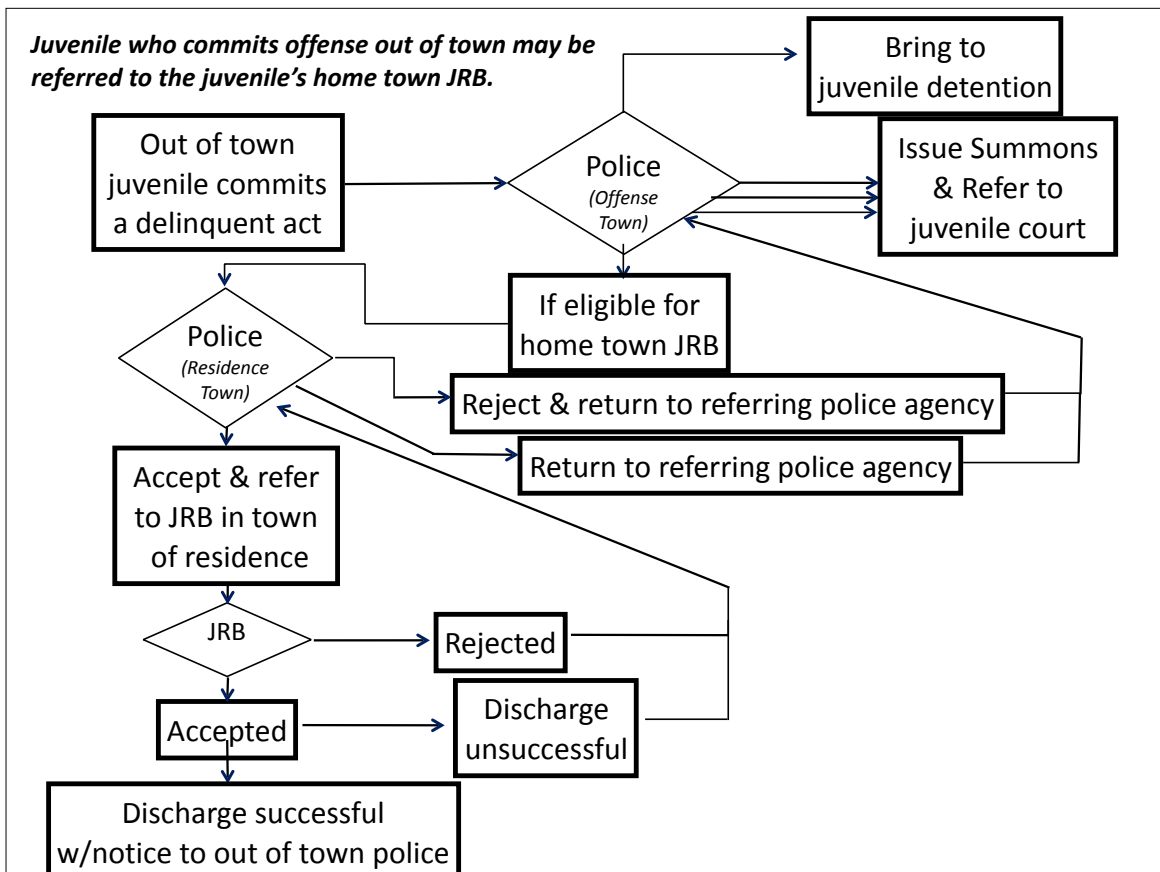 Juvenile who commits offense out of town may be
referred to the juvenile's home town JRB.
Bring to
juvenile detention
Out of town
juvenile commits
a delinquent act
Police
(Offense
Town)
Issue Summons
& Refer to
juvenile court
If eligible for
home town JRB
Police
(Residence
Town)
Reject & return to referring police agency
Return to referring police agency
Accept & refer
to JRB in town
of residence
JRB
Rejected
Accepted
Discharge
unsuccessful
Discharge successful
w/notice to out of town police